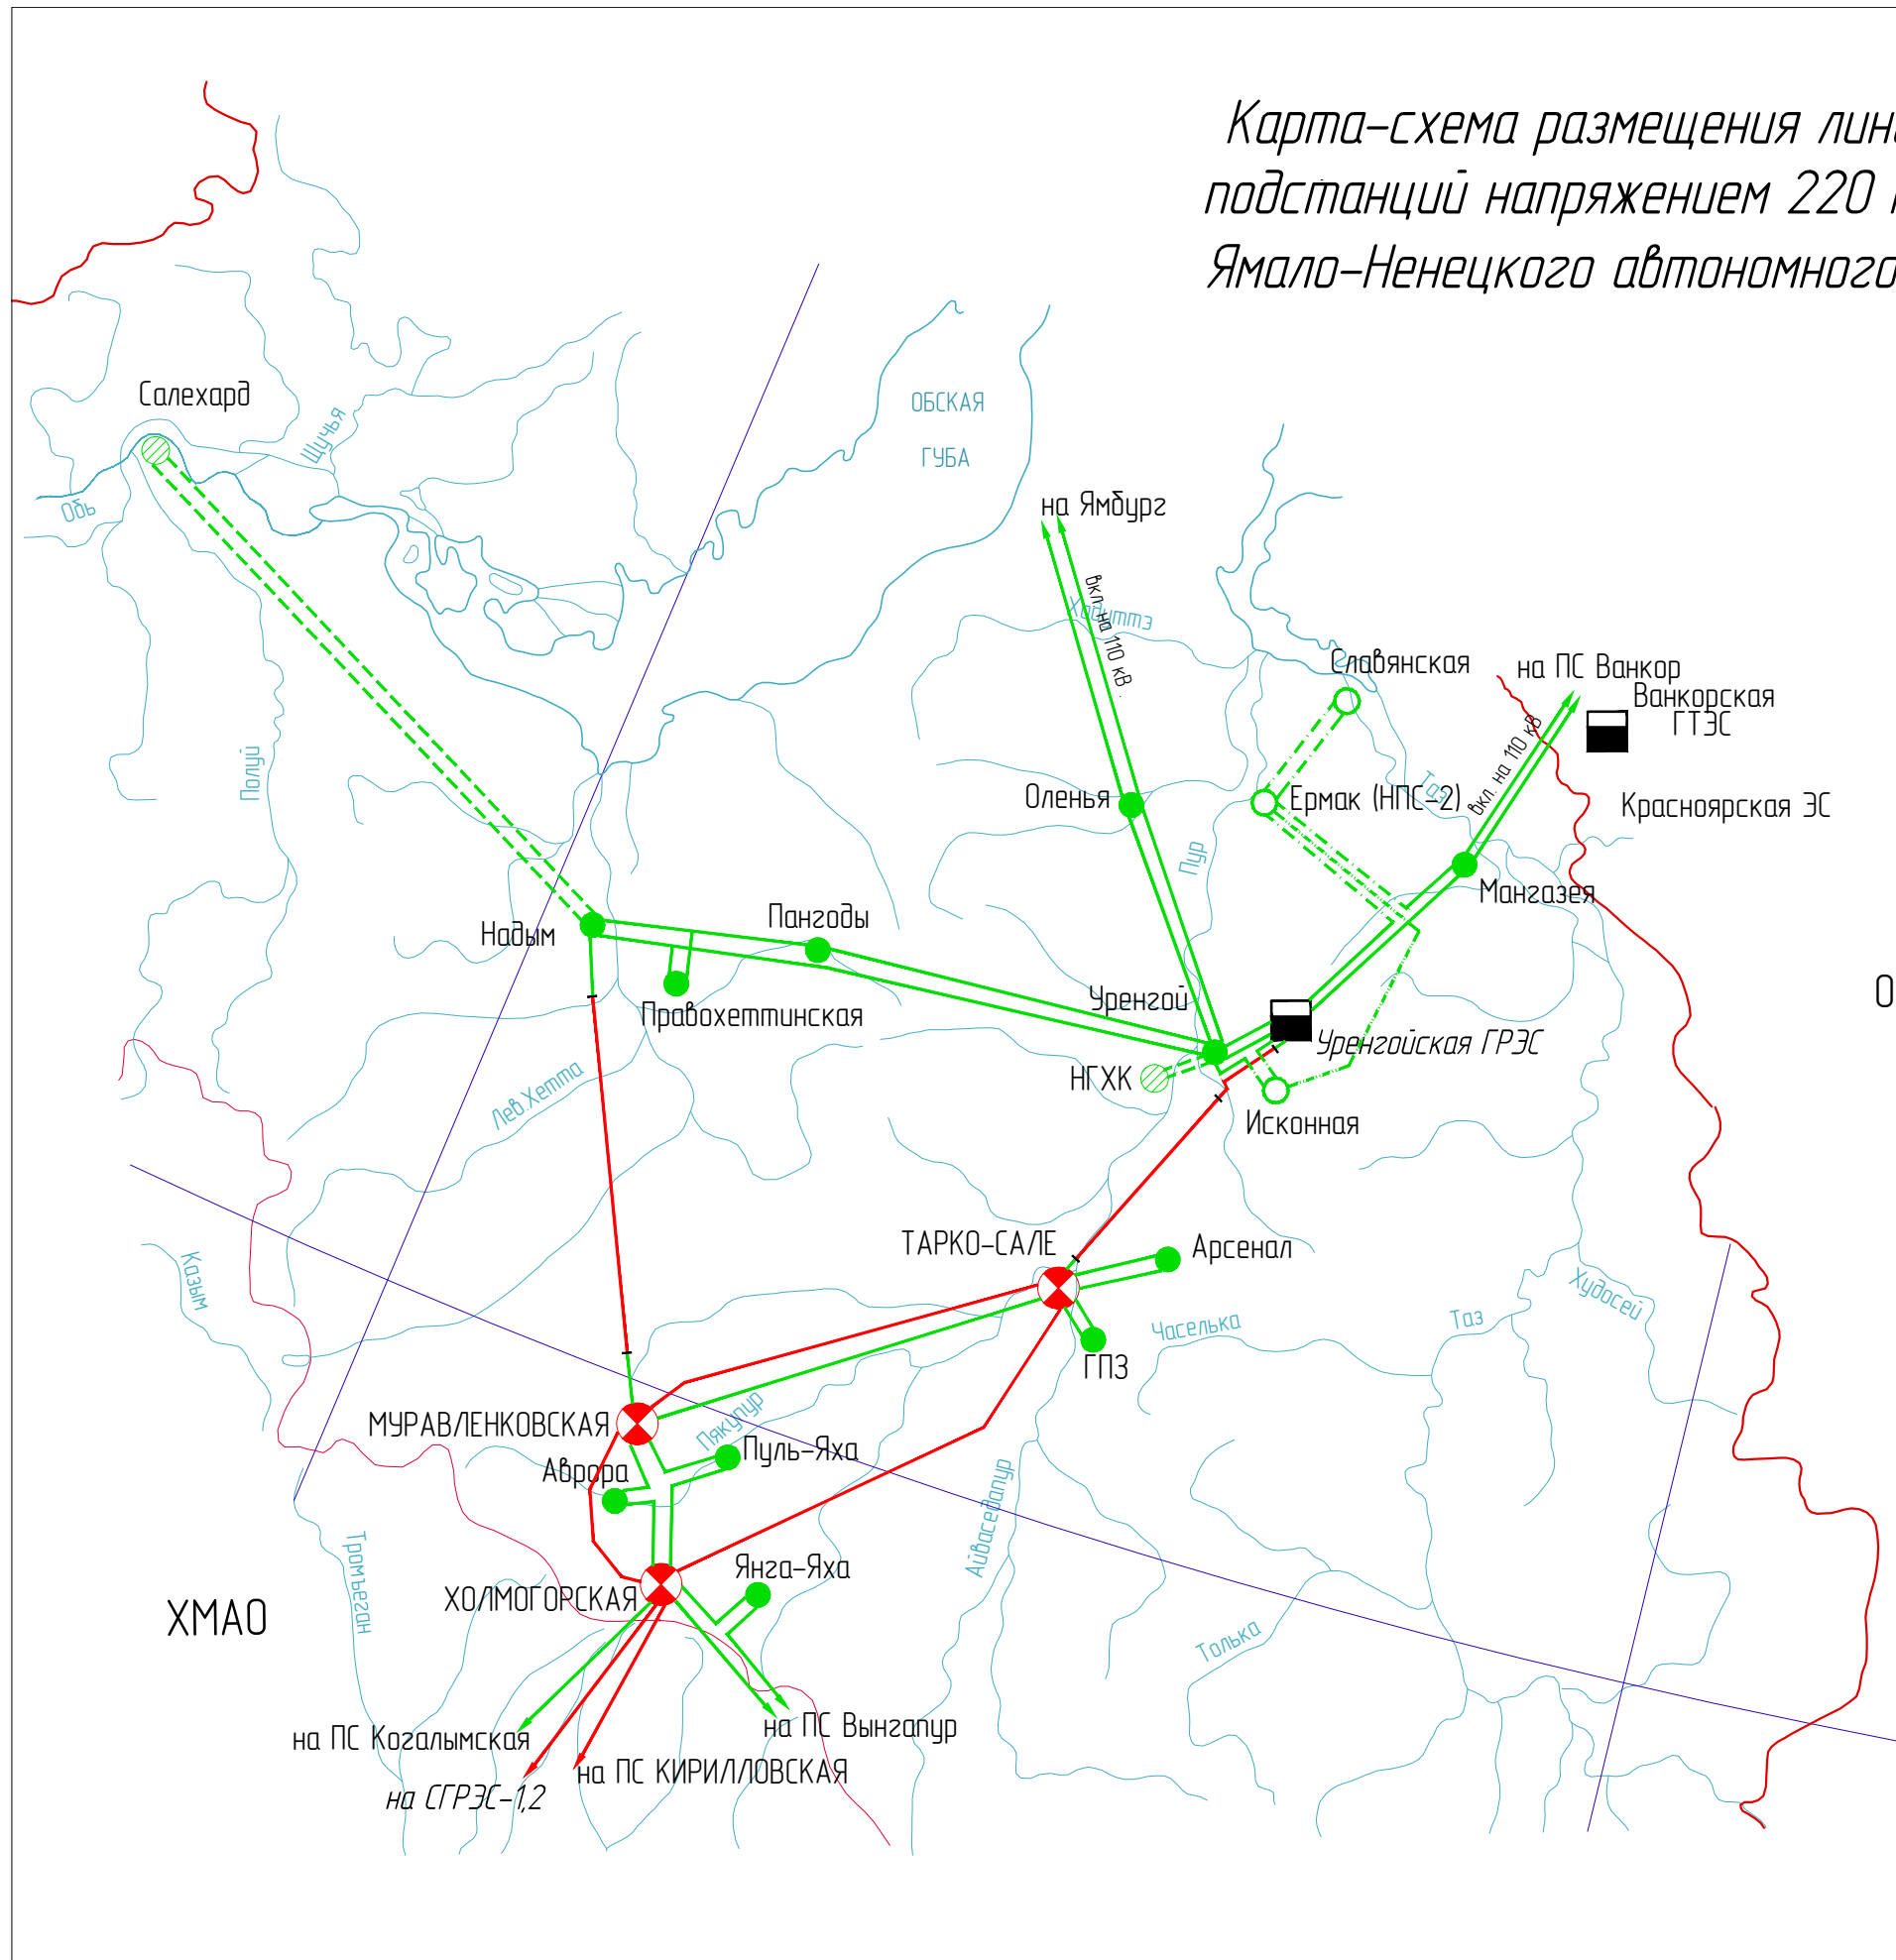 Карта-схема размещения лин
подстанций напряжением 220
Ямало-Ненецкого автономного
Салехард
Щучья
Обь
ОБСКАЯ
ГУБА
на Ямбург
вкл. на 110 кВ
Хадуттэ
Славянская
на ПС Ванкор
Ванкорская
ГТЭС
вкл. на 110 кВ
Таз
Полуй
Оленья
Ермак (НПС-2)
Красноярская ЭС
Пур
Мангазея
Пангоды
Надым
Правохеттинская
Уренгой
О
Уренгойская ГРЭС
НГХК
Лев.Хетта
Исконная
ТАРКО-САЛЕ
Арсенал
Казым
Худосей
Часелька
Таз
ГПЗ
МУРАВЛЕНКОВСКАЯ
Пякупур
Пуль-Яха
Аврора
Айваседапур
Тромъеган
Янга-Яха
ХОЛМОГОРСКАЯ
ХМАО
Толька
на ПС Вынгапур
на ПС Когалымская
на ПС КИРИЛЛОВСКАЯ
на СГРЭС-1,2